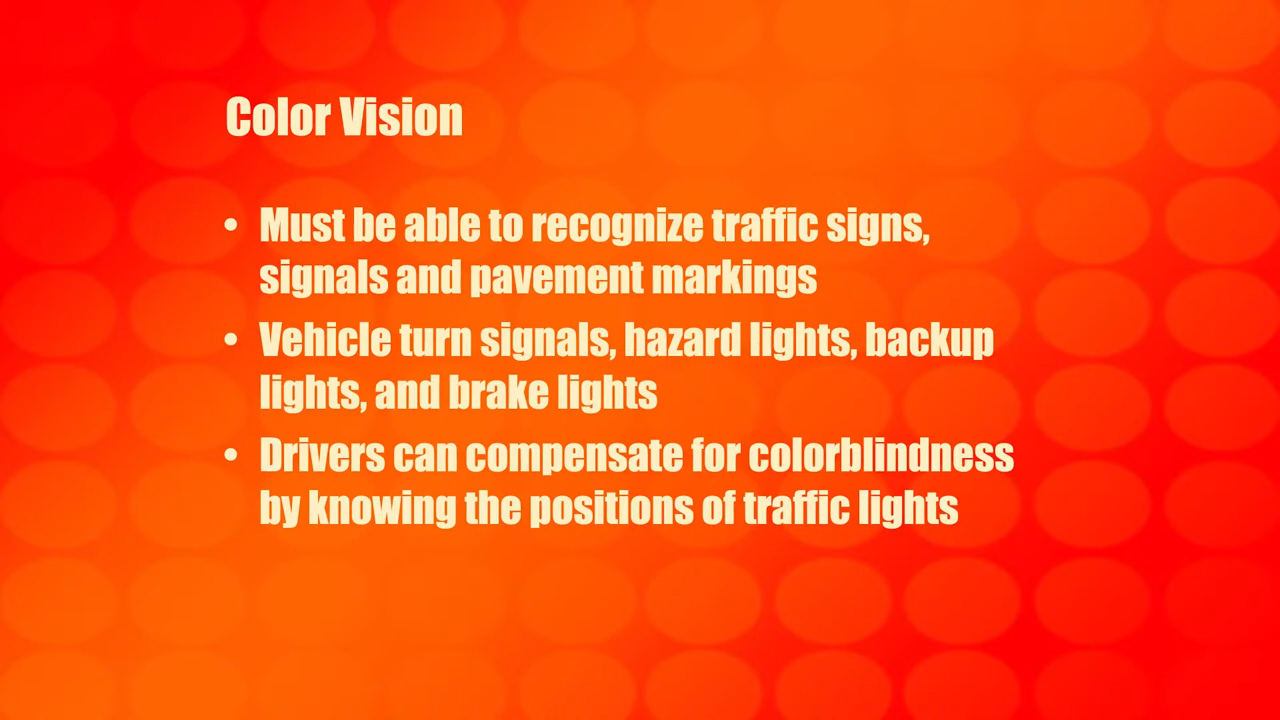 Color Vision
• Must be able to recognize traffic signs,
signals and pavement markings
• Vehicle turn signals, hazard lights, backup
lights, and brake lights
• Drivers can compensate for colorblindness
by knowing the positions of traffic lights